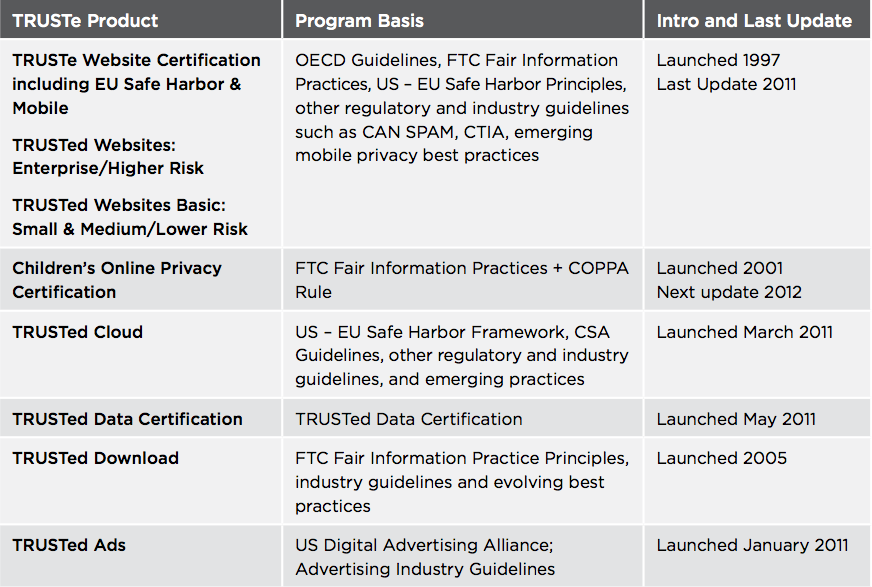 TRUSTe Product
Program Basis
Intro and Last Update
TRUSTe Website Certification
including EU Safe Harbor &
Mobile
TRUSTed Websites:
Enterprise/Higher Risk
TRUSTed Websites Basic:
Small & Medium/Lower Risk
OECD Guidelines, FTC Fair Information
Practices, US – EU Safe Harbor Principles,
other regulatory and industry guidelines
such as CAN SPAM, CTIA, emerging
mobile privacy best practices
Launched 1997
Last Update 2011
Children’s Online Privacy
Certification
FTC Fair Information Practices + COPPA
Rule
Launched 2001
Next update 2012
TRUSTed Cloud
US – EU Safe Harbor Framework, CSA
Guidelines, other regulatory and industry
guidelines, and emerging practices
Launched March 2011
TRUSTed Data Certification
TRUSTed Data Certification
Launched May 2011
TRUSTed Download
FTC Fair Information Practice Principles,
industry guidelines and evolving best
practices
Launched 2005
TRUSTed Ads
US Digital Advertising Alliance;
Advertising Industry Guidelines
Launched January 2011